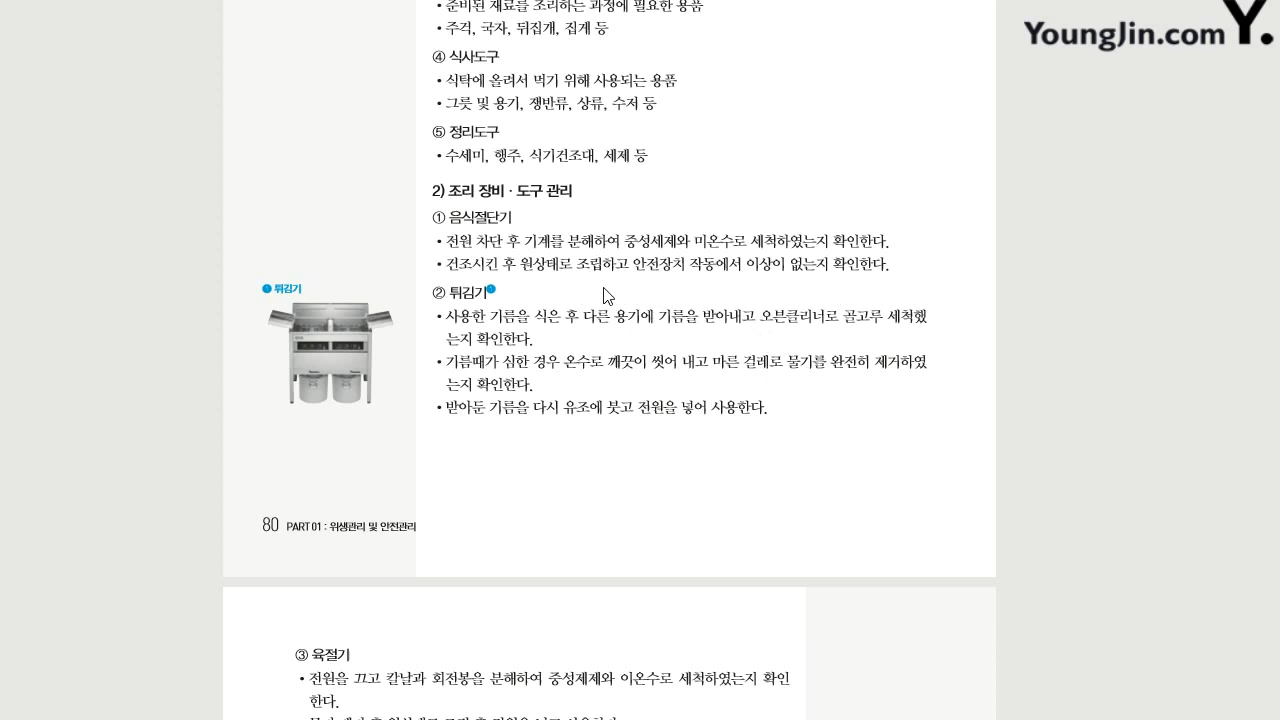 YoungJin.com Y.
• 준비된 재료를 조리하는 과정에 필요한 용품
• 주걱, 국자, 뒤집개, 집게 등
④ 식사도구
• 식탁에 올려서 먹기 위해 사용되는 용품
• 그릇 및 용기, 쟁반류, 상류, 수저 등
⑤ 정리도구
• 수세미, 행주, 식기건조대, 세제 등
2) 조리 장비 · 도구 관리
① 음식절단기
• 전원 차단 후 기계를 분해하여 중성세제와 미온수로 세척하였는지 확인한다.
• 건조시킨 후 원상태로 조립하고 안전장치 작동에서 이상이 없는지 확인한다.
② 튀김기❶
• 사용한 기름을 식은 후 다른 용기에 기름을 받아내고 오븐클리너로 골고루 세척했
는지 확인한다.
• 기름때가 심한 경우 온수로 깨끗이 씻어 내고 마른 걸레로 물기를 완전히 제거하였
는지 확인한다.
• 받아둔 기름을 다시 유조에 붓고 전원을 넣어 사용한다.
❶ 튀김기
80 PART 01 : 위생관리 및 안전관리
③ 육절기
• 전원을 끄고 칼날과 회전봉을 분해하여 중성제제와 이온수로 세척하였는지 확인
한다.